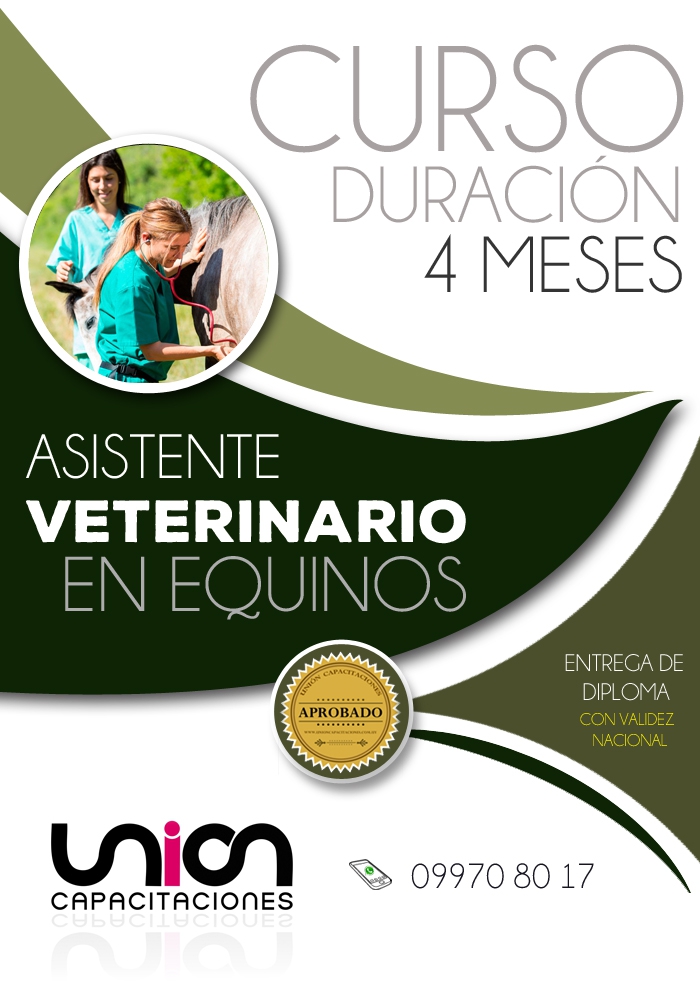 CURSO
DURACIÓN
4 MESES
ASISTENTE
VETERINARIO
EN EQUINOS
ENTREGA DE
DIPLOMA
CON VALIDEZ
NACIONAL
UNIÓN CAPACITACIONES
APROBADO
union
CAPACITACIONES
09970 80 17